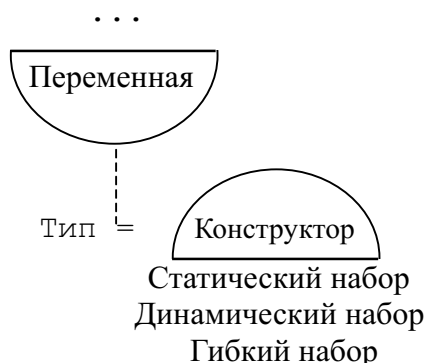 ...
Переменная
Тип =
Конструктор
Статический набор
Динамический набор
Гибкий набор